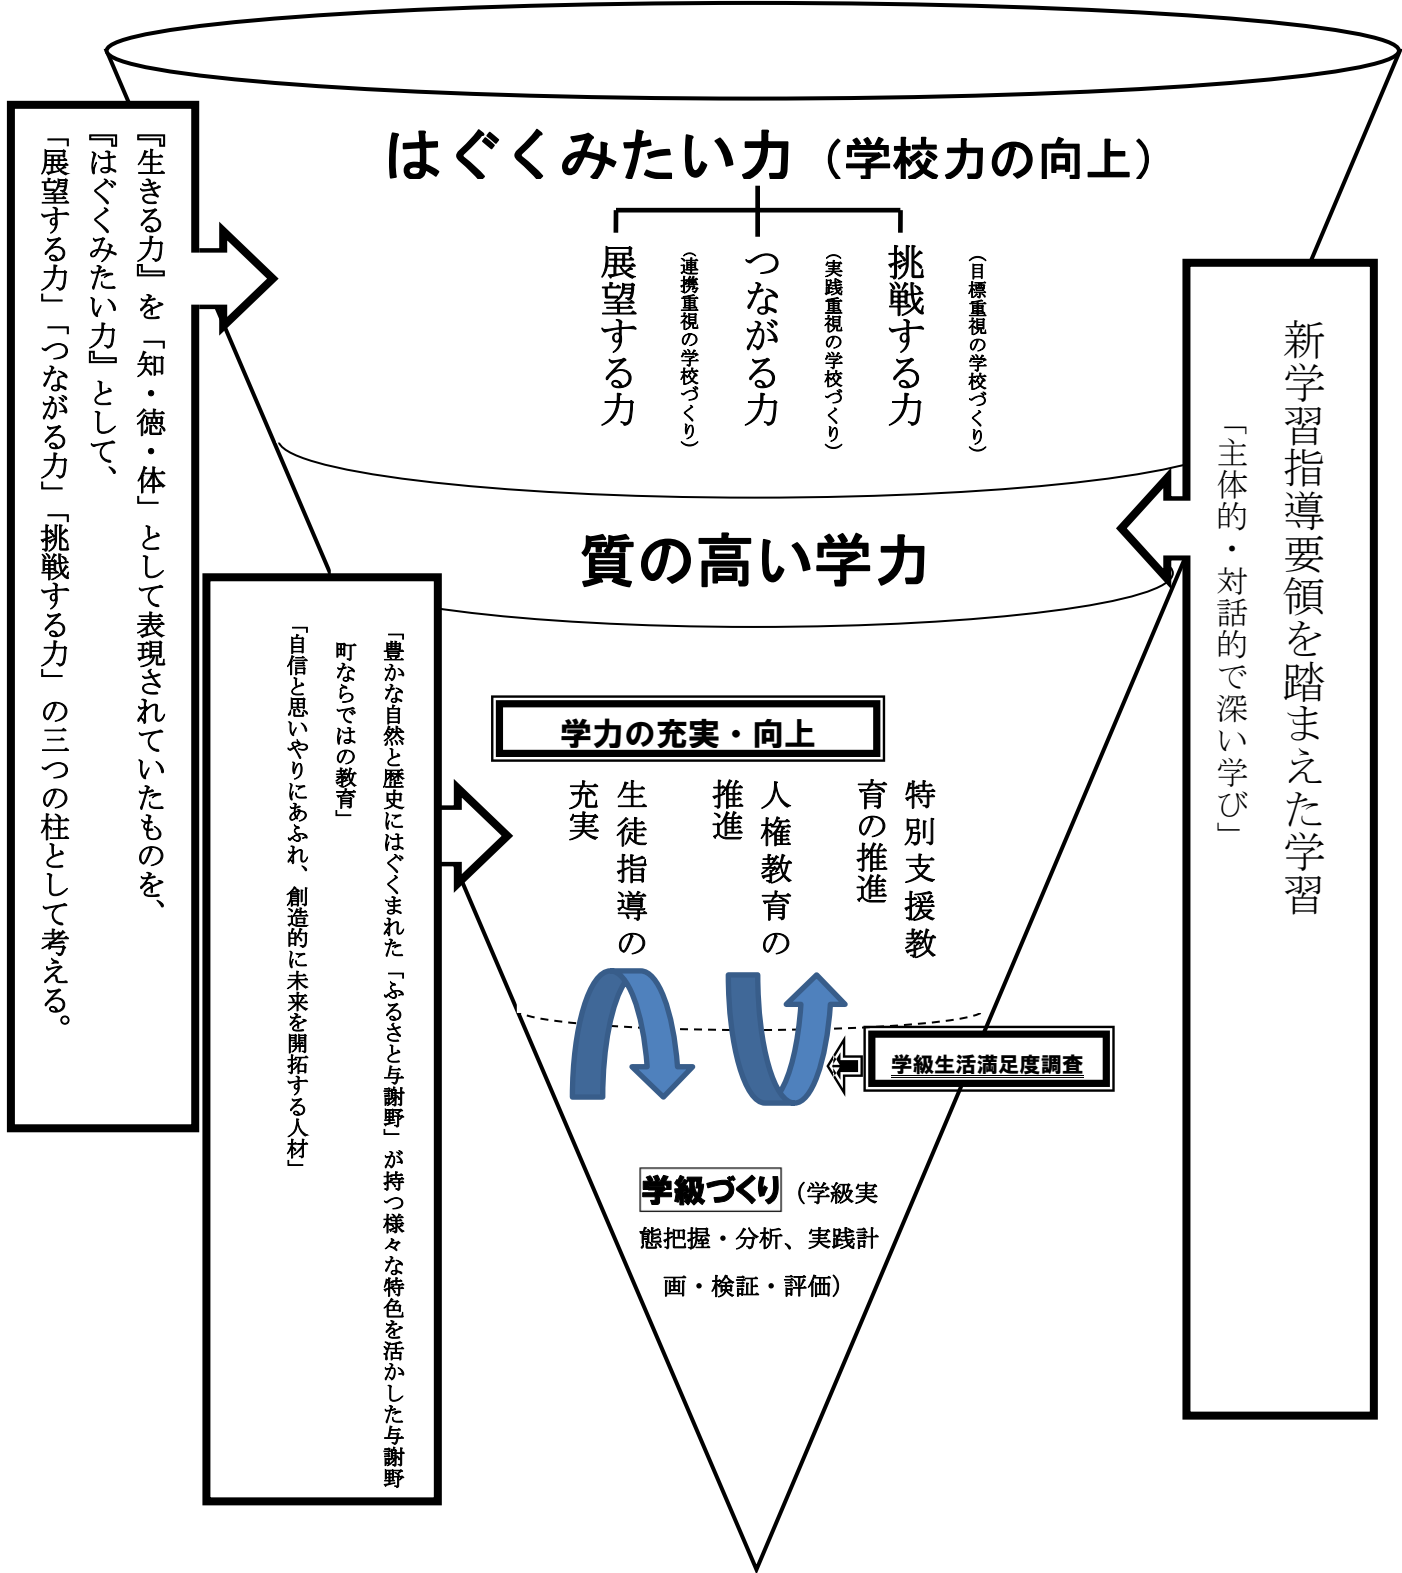 はぐくみたい力（学校力の向上）
（目標重視の学校づくり）
挑戦する力
（実践重視の学校づくり）
つながる力
（連携重視の学校づくり）
展望する力
『生きる力』を「知・徳・体」として表現されていたものを、
『はぐくみたい力』として、
「展望する力」「つながる力」「挑戦する力」の三つの柱として考える。
新学習指導要領を踏まえた学習
「主体的・対話的で深い学び」
質の高い学力
「豊かな自然と歴史にはぐくまれた「ふるさと与謝野」が持つ様々な特色を活かした与謝野
町ならではの教育」
「自信と思いやりにあふれ、創造的に未来を開拓する人材」
学力の充実・向上
特別支援教
育の推進
人権教育の
推進
生徒指導の
充実
学級生活満足度調査
学級づくり（学級実
態把握・分析、実践計
画・検証・評価）